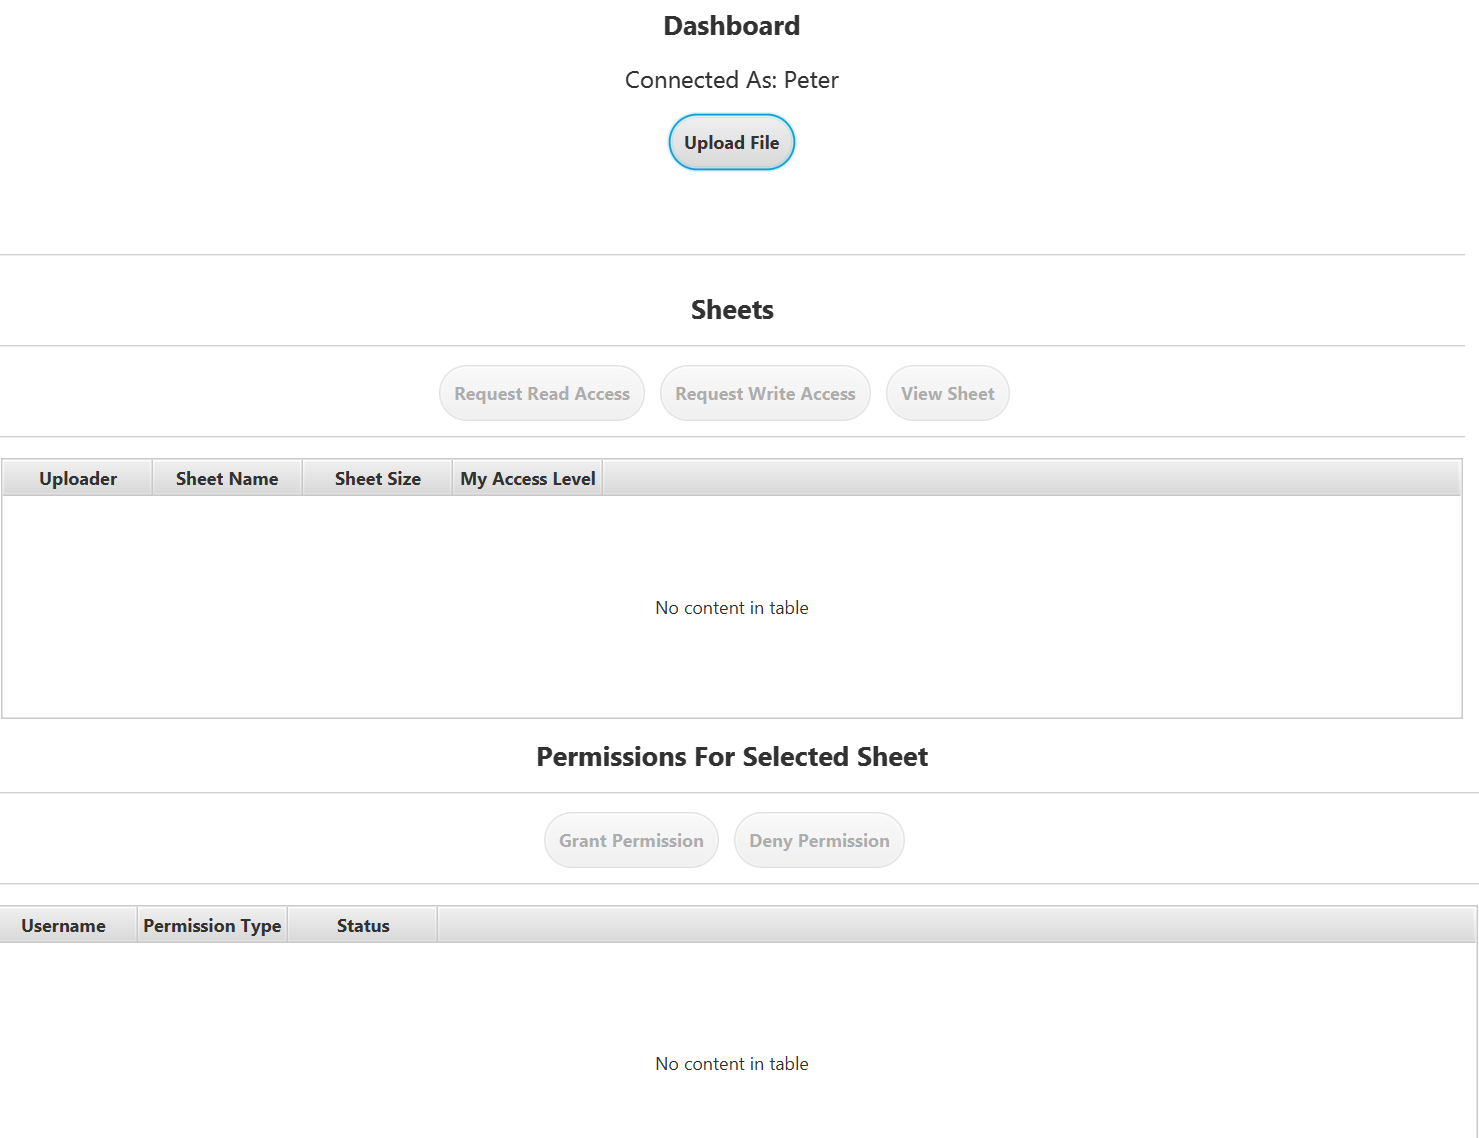 Dashboard
Connected As: Peter
Upload File
Sheets
Request Read Access Request Write Access View Sheet
Uploader Sheet Name Sheet Size My Access Level
No content in table
Permissions For Selected Sheet
Grant Permission Deny Permission
Username Permission Type Status
No content in table